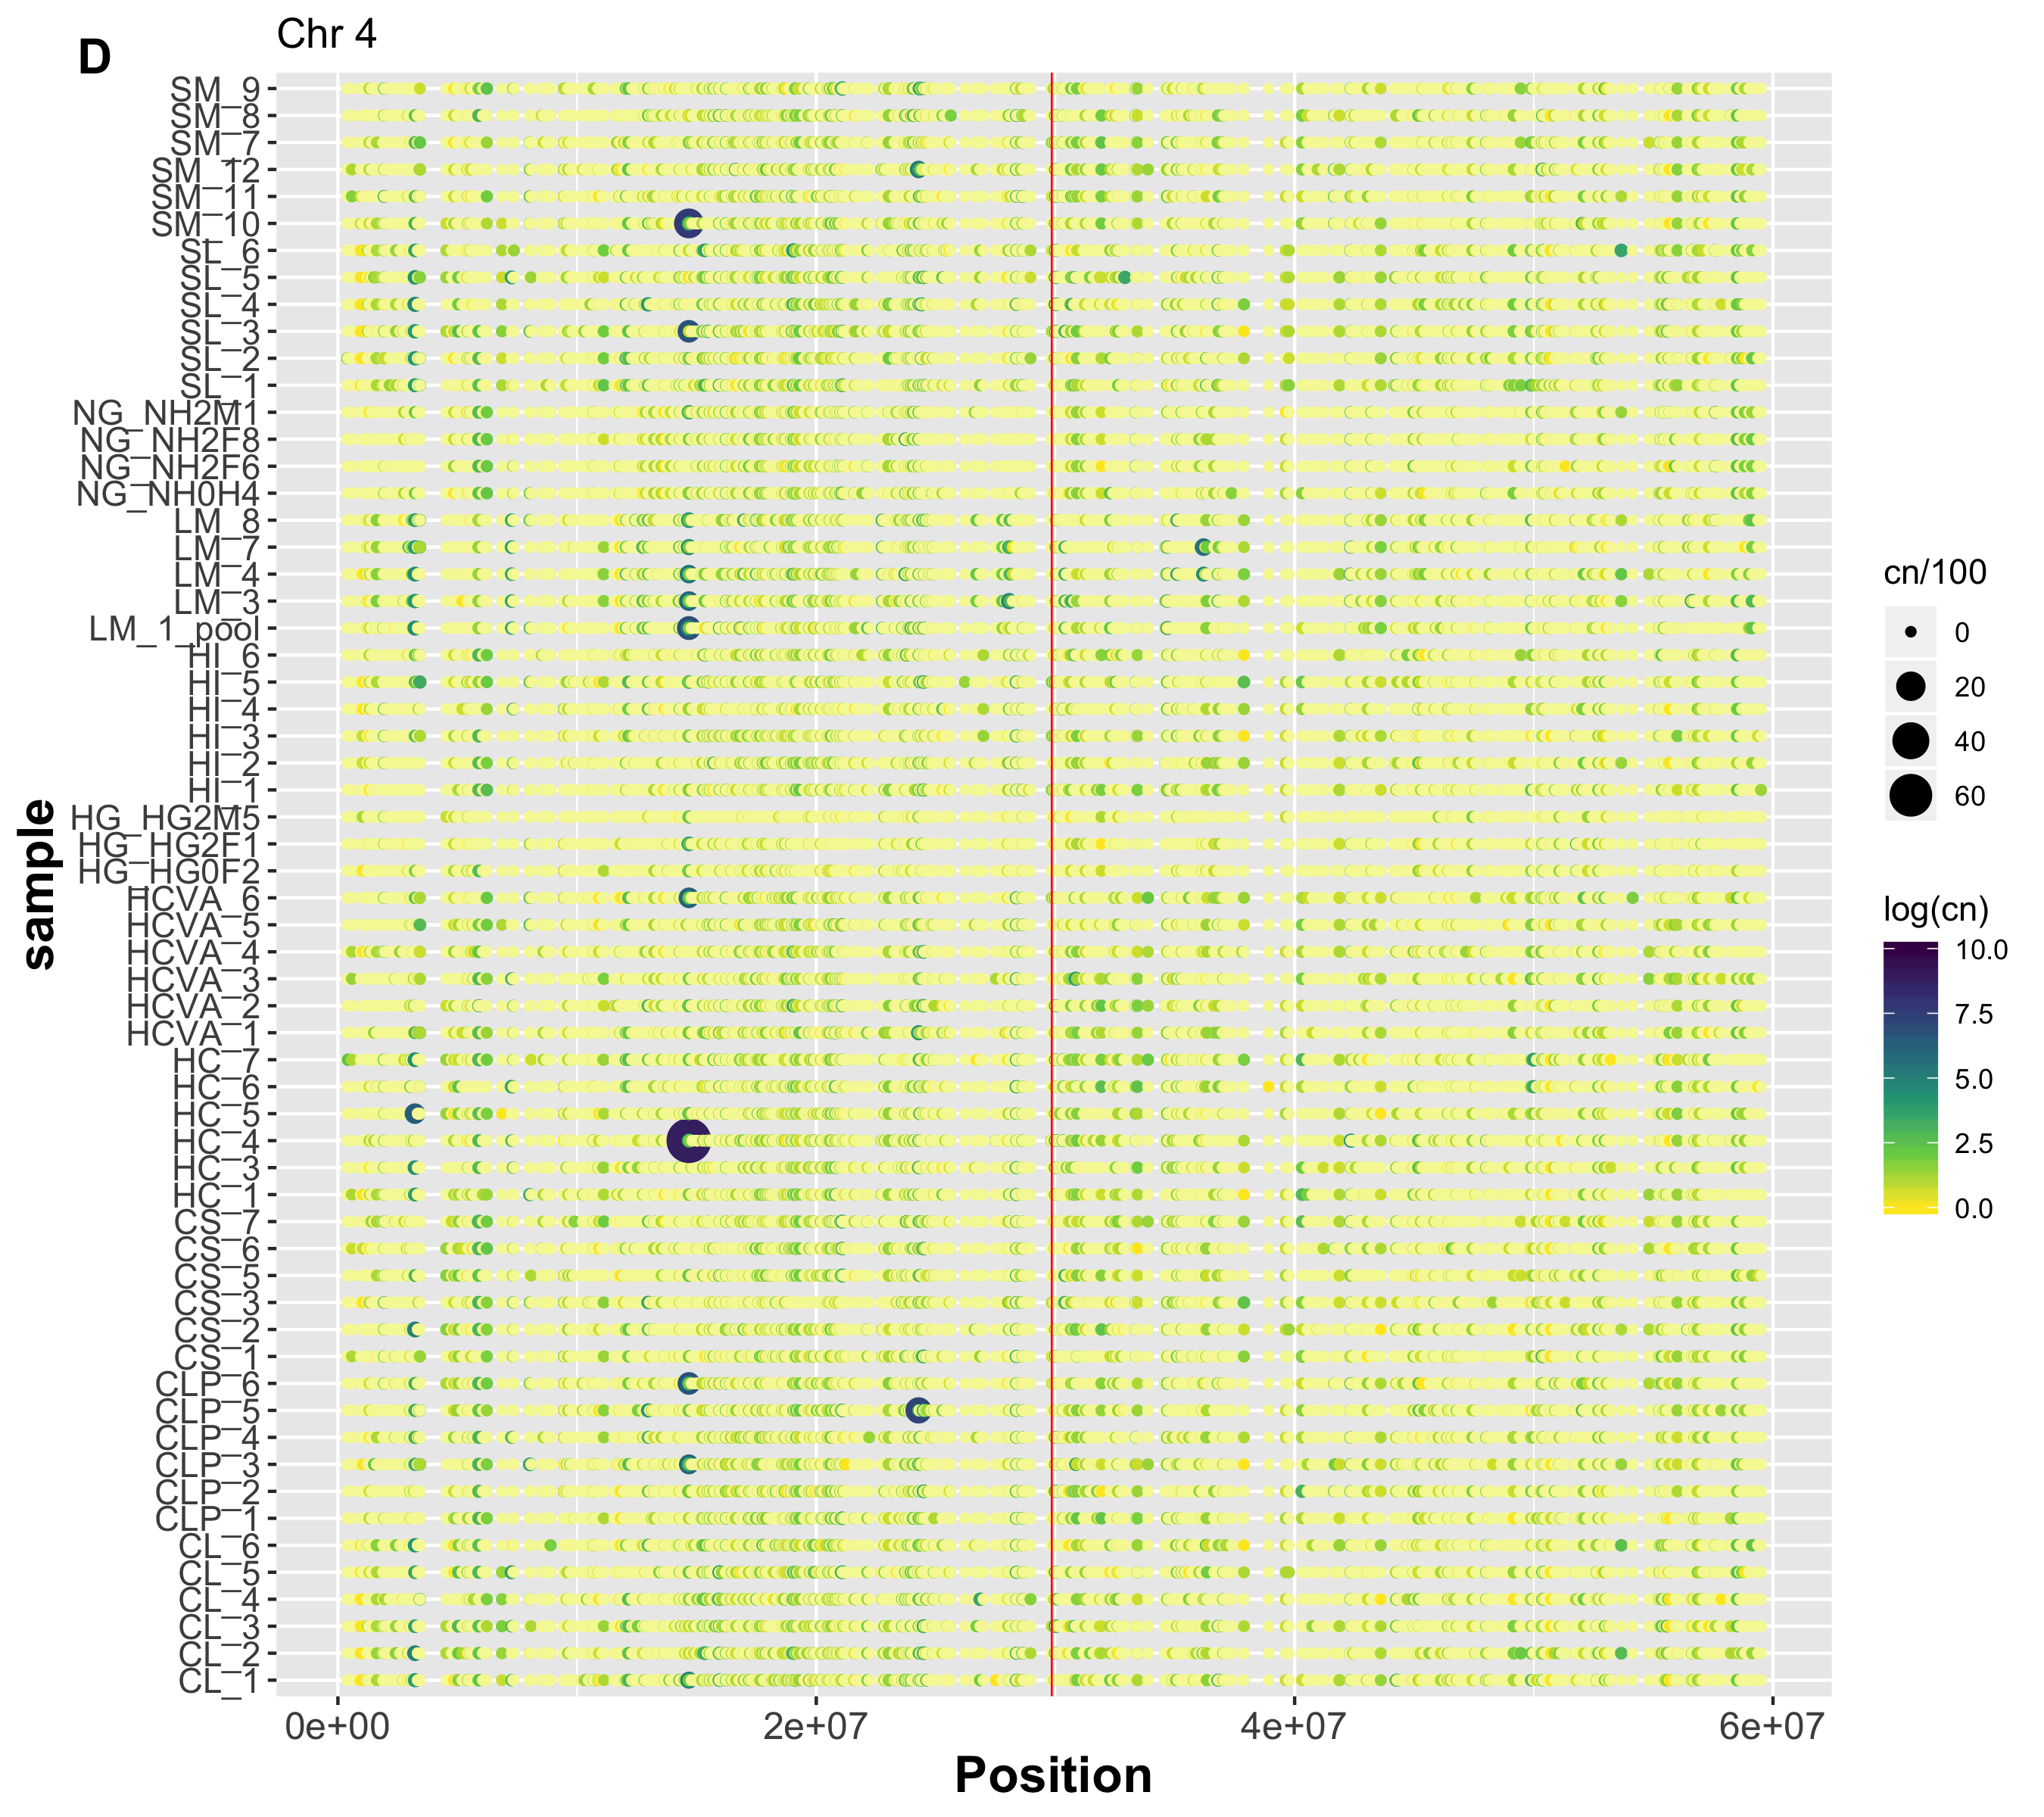 D
Chr 4
SM_9
SM_8
SM_7
SM_12
SM_11
SM_10
SL_6
SL_5
SL_4
SL_3
SL_2
SL_1
NG_NH2M1
NG_NH2F8
NG_NH2F6
NG_NH0H4
LM_8
LM_7
LM_4
LM_3
LM_1_pool
HI_6
HI_5
HI_4
HI_3
HI_2
HI_1
HG_HG2M5
HG_HG2F1
HG_HG0F2
HCVA_6
HCVA_5
HCVA_4
HCVA_3
HCVA_2
HCVA_1
HC_7
HC_6
HC_5
HC_4
HC_3
HC_1
CS_7
CS_6
CS_5
CS_3
CS_2
CS_1
CLP_6
CLP_5
CLP_4
CLP_3
CLP_2
CLP_1
CL_6
CL_5
CL_4
CL_3
CL_2
CL_1
sample
0e+00 2e+07 4e+07 6e+07
Position
cn/100
0
20
40
60
log(cn)
10.0
7.5
5.0
2.5
0.0